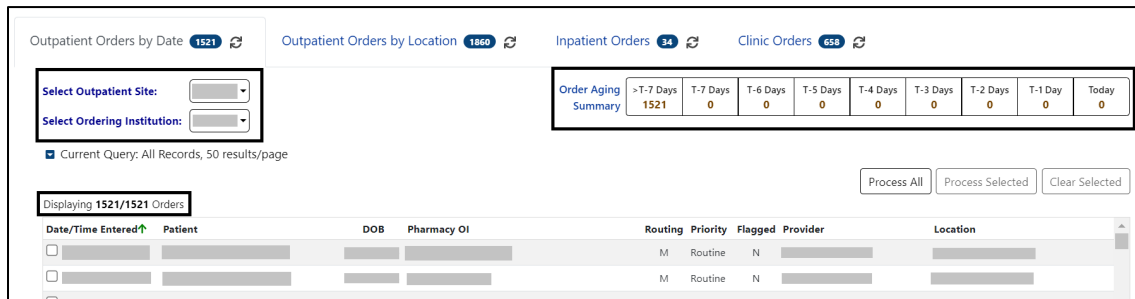 Outpatient Orders by Date 1521 Outpatient Orders by Location 1860 Inpatient Orders 34 Clinic Orders 658
Select Outpatient Site:
Select Ordering Institution:
Order Aging Summary
>T-7 Days T-7 Days T-6 Days T-5 Days T-4 Days T-3 Days T-2 Days T-1 Day Today
1521 0 0 0 0 0 0 0 0
Current Query: All Records, 50 results/page
Process All Process Selected Clear Selected
Displaying 1521/1521 Orders
Date/Time Entered↑ Patient DOB Pharmacy OI Routing Priority Flagged Provider Location
M Routine N
M Routine N